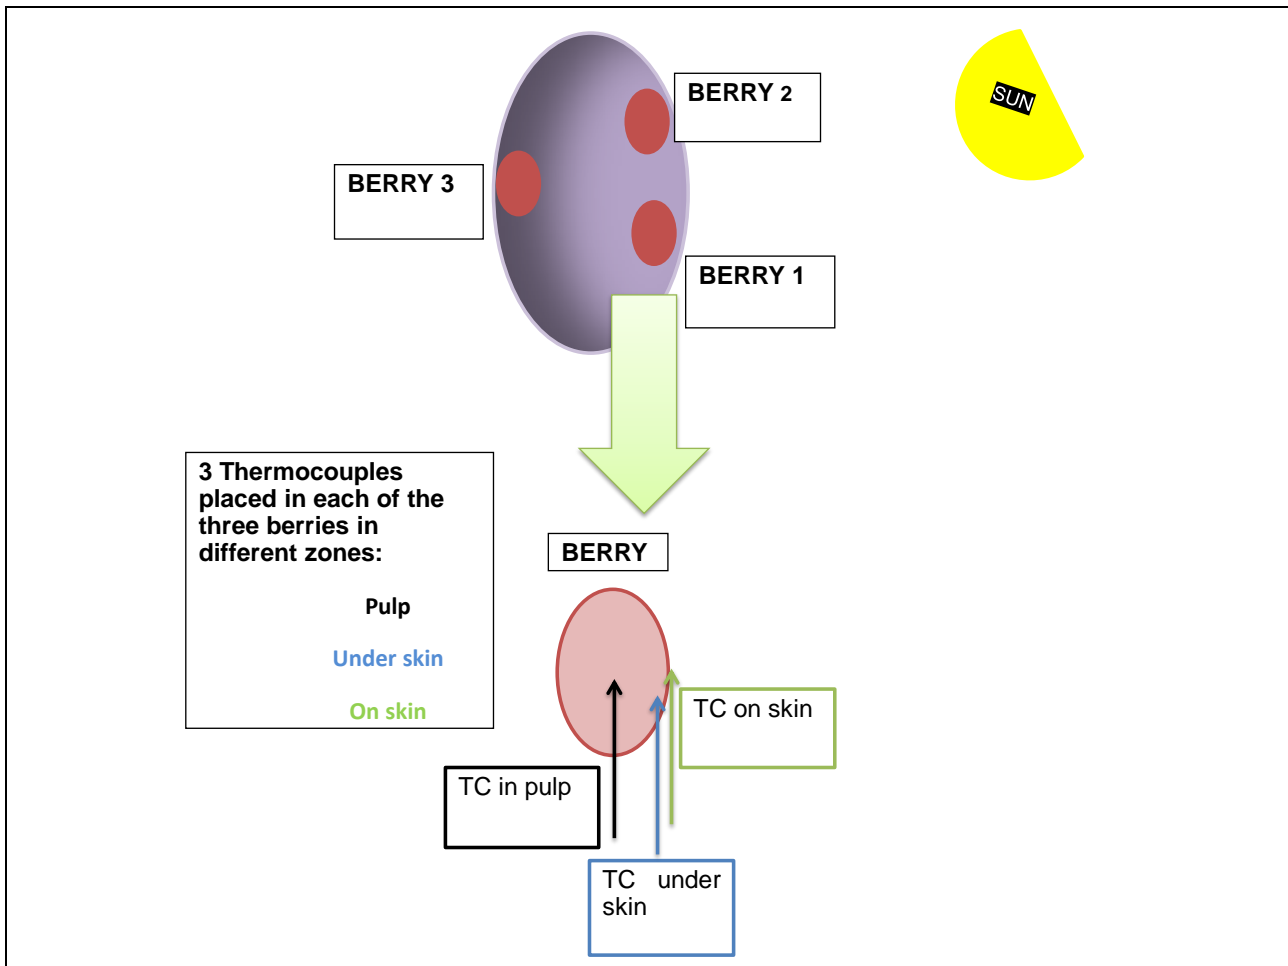 BERRY 2
SUN
BERRY 3
BERRY 1
3 Thermocouples
placed in each of the
three berries in
different zones:
Pulp
Under skin
On skin
BERRY
TC on skin
TC in pulp
TC under
skin